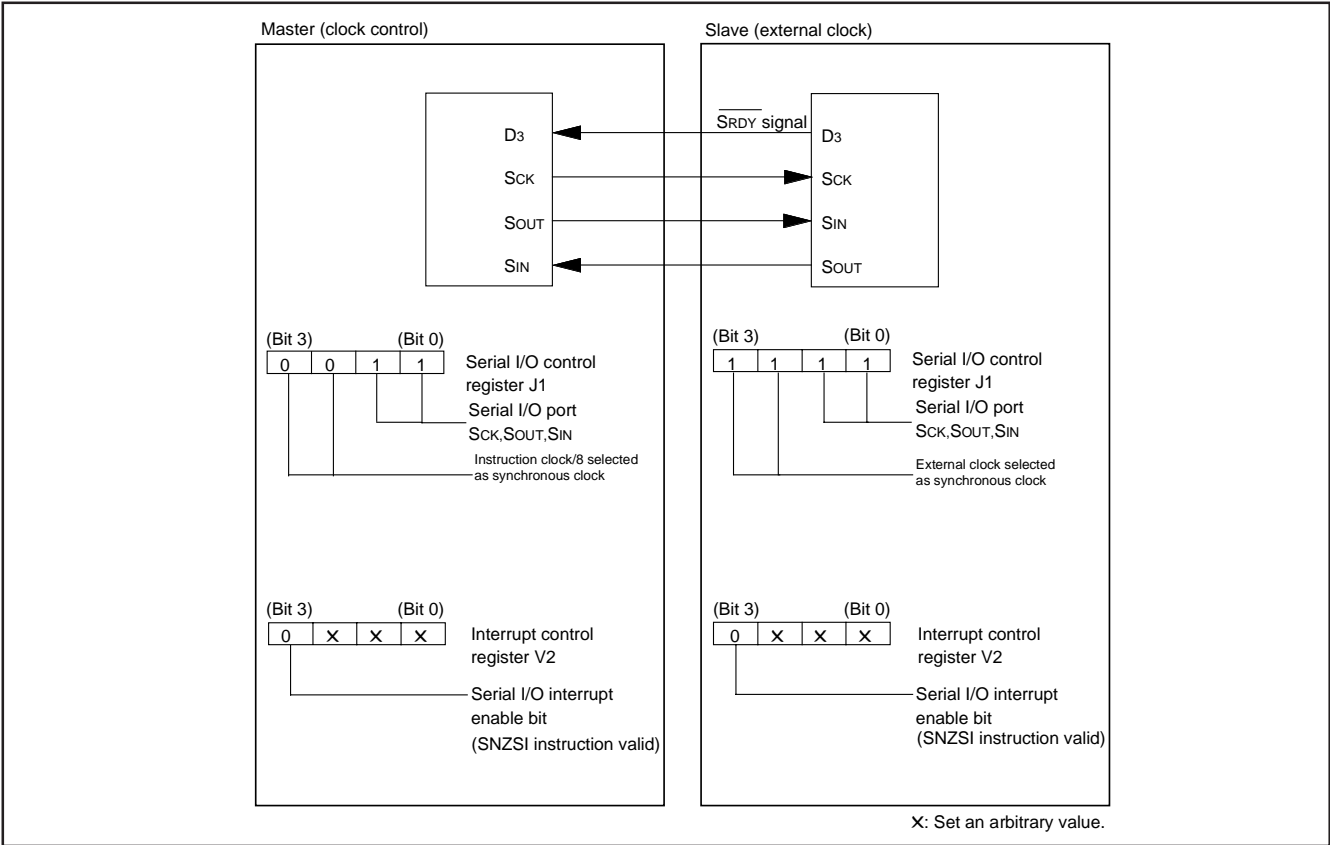 Master (clock control)
D3
SCK
SOUT
SIN
(Bit 3) (Bit 0)
0 0 1 1
Serial I/O control
register J1
Serial I/O port
SCK,SOUT,SIN
Instruction clock/8 selected
as synchronous clock
(Bit 3) (Bit 0)
0 × × ×
Interrupt control
register V2
Serial I/O interrupt
enable bit
(SNZSI instruction valid)
Slave (external clock)
S̅R̅D̅Y̅ signal
D3
SCK
SIN
SOUT
(Bit 3) (Bit 0)
1 1 1 1
Serial I/O control
register J1
Serial I/O port
SCK,SOUT,SIN
External clock selected
as synchronous clock
(Bit 3) (Bit 0)
0 × × ×
Interrupt control
register V2
Serial I/O interrupt
enable bit
(SNZSI instruction valid)
×: Set an arbitrary value.